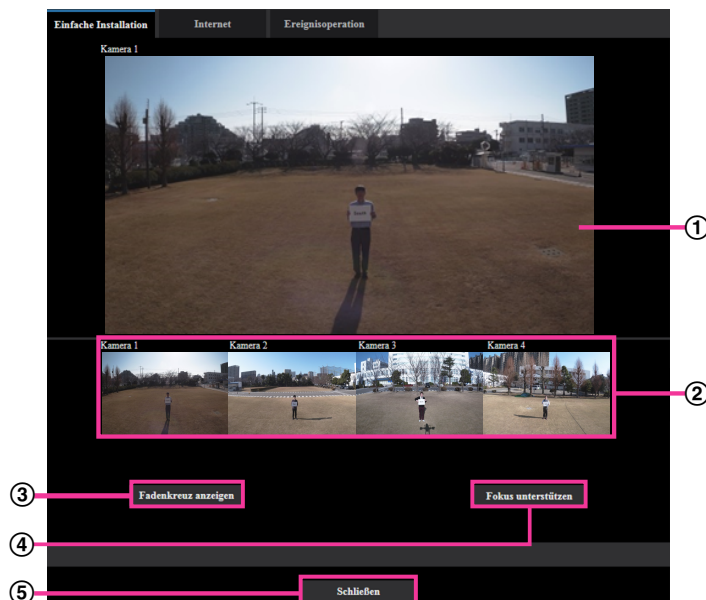 Einfache Installation Internet Ereignisoperation
Kamera 1
①
Kamera 1 Kamera 2 Kamera 3 Kamera 4
②
③ Fadenkreuz anzeigen Fokus unterstützen
④
⑤ Schließen